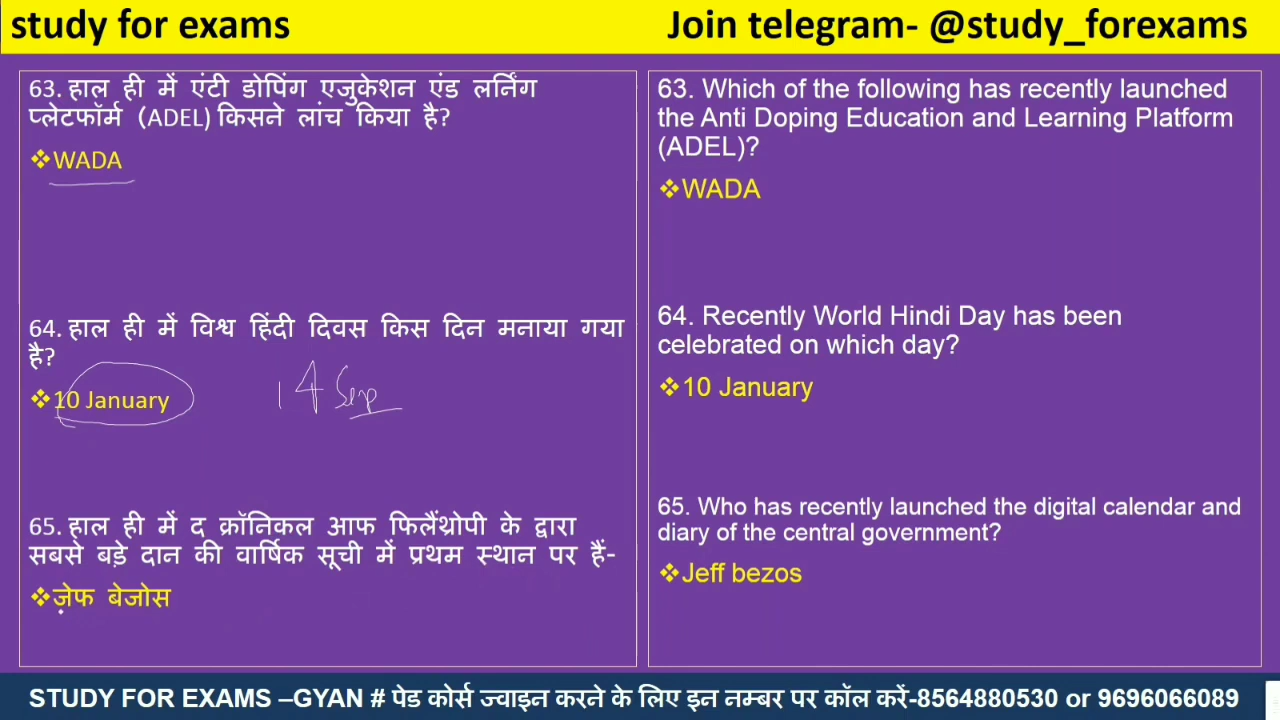 study for exams
Join telegram- @study_forexams
63. हाल ही में एंटी डोपिंग एजुकेशन एंड लर्निंग
प्लेटफॉर्म (ADEL) किसने लांच किया है?
❖WADA
64. हाल ही में विश्व हिंदी दिवस किस दिन मनाया गया
है?
❖10 January
14 Sep
65. हाल ही में द क्रॉनिकल आफ फिलैंथ्रोपी के द्वारा
सबसे बड़े दान की वार्षिक सूची में प्रथम स्थान पर हैं-
❖ज़ेफ बेजोस
63. Which of the following has recently launched
the Anti Doping Education and Learning Platform
(ADEL)?
❖WADA
64. Recently World Hindi Day has been
celebrated on which day?
❖10 January
65. Who has recently launched the digital calendar and
diary of the central government?
❖Jeff bezos
STUDY FOR EXAMS –GYAN # पेड कोर्स ज्वाइन करने के लिए इन नम्बर पर कॉल करें-8564880530 or 9696066089